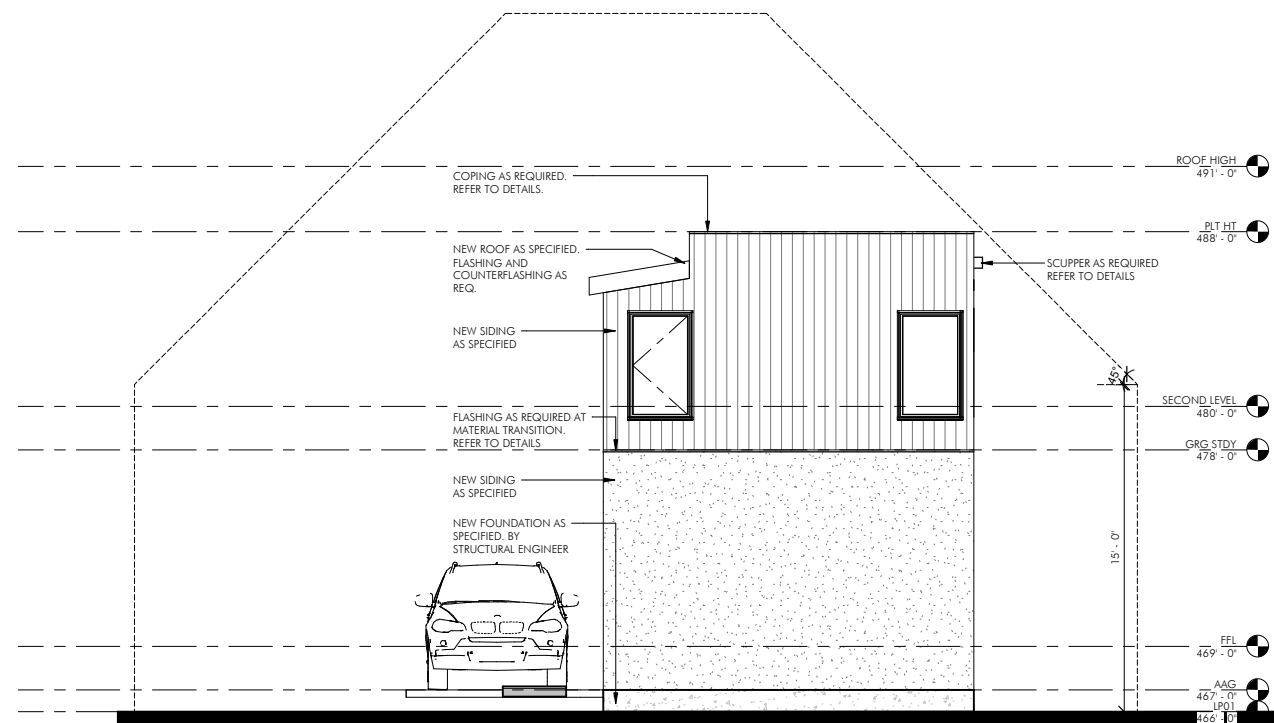 ROOF HIGH
491' - 0"
COPING AS REQUIRED.
REFER TO DETAILS.
PLT HT
488' - 0"
NEW ROOF AS SPECIFIED.
FLASHING AND
COUNTERFLASHING AS
REQ.
SCUPPER AS REQUIRED
REFER TO DETAILS
NEW SIDING
AS SPECIFIED
45°
SECOND LEVEL
480' - 0"
FLASHING AS REQUIRED AT
MATERIAL TRANSITION.
REFER TO DETAILS
GRG STDY
478' - 0"
NEW SIDING
AS SPECIFIED
NEW FOUNDATION AS
SPECIFIED. BY
STRUCTURAL ENGINEER
15' - 0"
FFL
469' - 0"
AAG
467' - 0"
LP01
466' - 0"